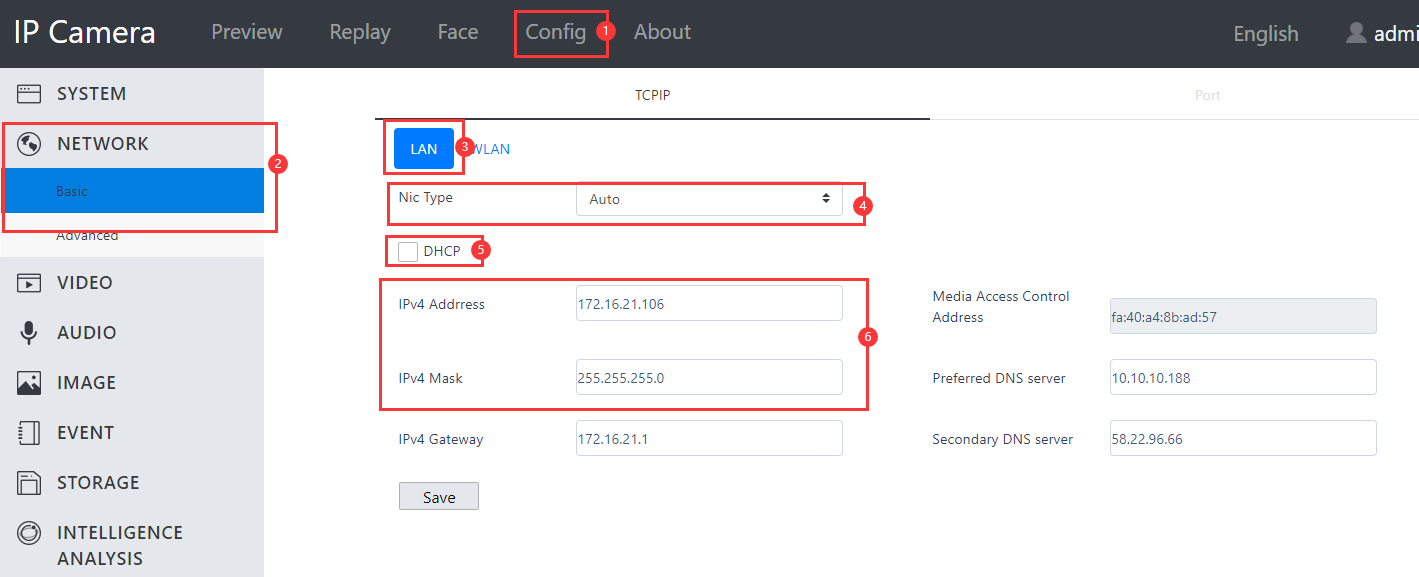 IP Camera Preview Replay Face Config 1 About English admi
SYSTEM
NETWORK
2
Basic
Advanced
VIDEO
AUDIO
IMAGE
EVENT
STORAGE
INTELLIGENCE
ANALYSIS
TCPIP Port
LAN 3 WLAN
Nic Type Auto 4
DHCP 5
IPv4 Addrress 172.16.21.106
Media Access Control
Address fa:40:a4:8b:ad:57
6
IPv4 Mask 255.255.255.0 Preferred DNS server 10.10.10.188
IPv4 Gateway 172.16.21.1 Secondary DNS server 58.22.96.66
Save